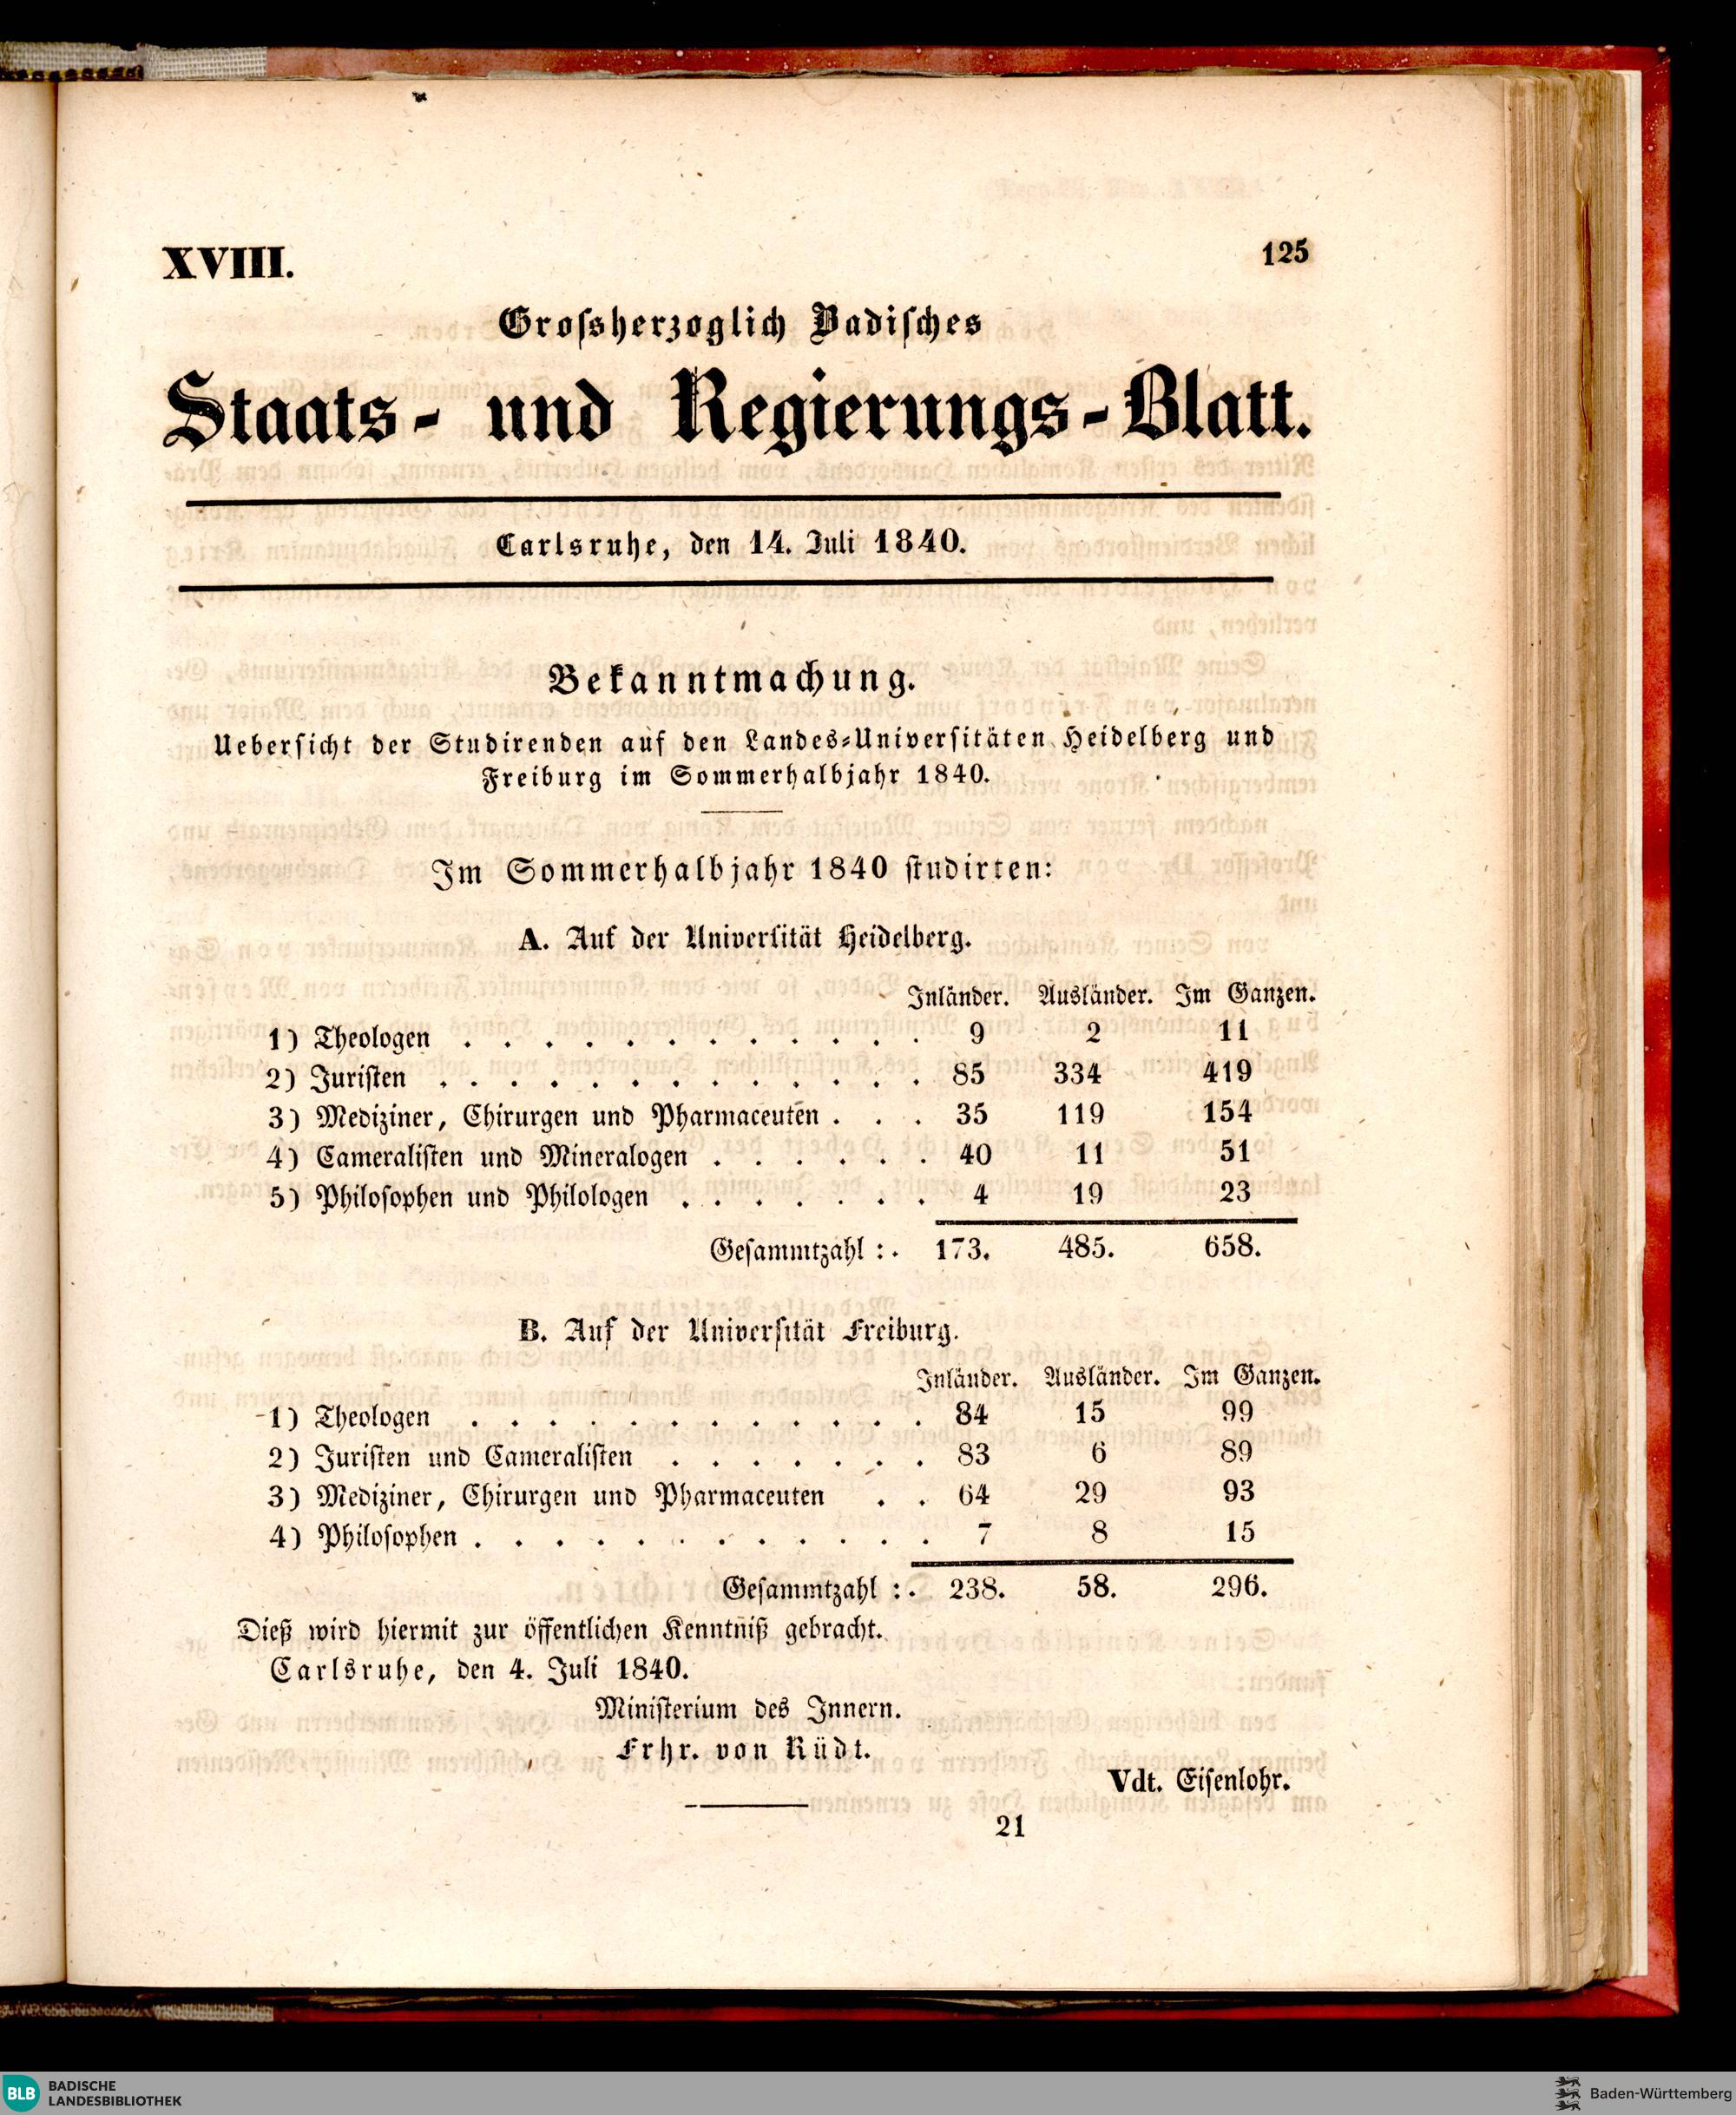 XVIII.
125
Grossherzoglich Badisches
Staats- und Regierungs-Blatt.
Carlsruhe, den 14. Juli 1840.
Bekanntmachung.
Uebersicht der Studirenden auf den Landes-Universitäten Heidelberg und
Freiburg im Sommerhalbjahr 1840.
Im Sommerhalbjahr 1840 studirten:
A. Auf der Universität Heidelberg.
Inländer. Ausländer. Im Ganzen.
1) Theologen . . . . . . . . . . . . 9 2 11
2) Juristen . . . . . . . . . . . . . 85 334 419
3) Mediziner, Chirurgen und Pharmaceuten . . . 35 119 154
4) Cameralisten und Mineralogen . . . . . . 40 11 51
5) Philosophen und Philologen . . . . . . . 4 19 23
Gesammtzahl : . 173. 485. 658.
B. Auf der Universität Freiburg.
Inländer. Ausländer. Im Ganzen.
1) Theologen . . . . . . . . . . . . 84 15 99
2) Juristen und Cameralisten . . . . . . . 83 6 89
3) Mediziner, Chirurgen und Pharmaceuten . . 64 29 93
4) Philosophen . . . . . . . . . . . . 7 8 15
Gesammtzahl : . 238. 58. 296.
Dieß wird hiermit zur öffentlichen Kenntniß gebracht.
Carlsruhe, den 4. Juli 1840.
Ministerium des Innern.
Frhr. von Rüdt.
Vdt. Eisenlohr.
21
BLB BADISCHE
LANDESBIBLIOTHEK
Baden-Württemberg